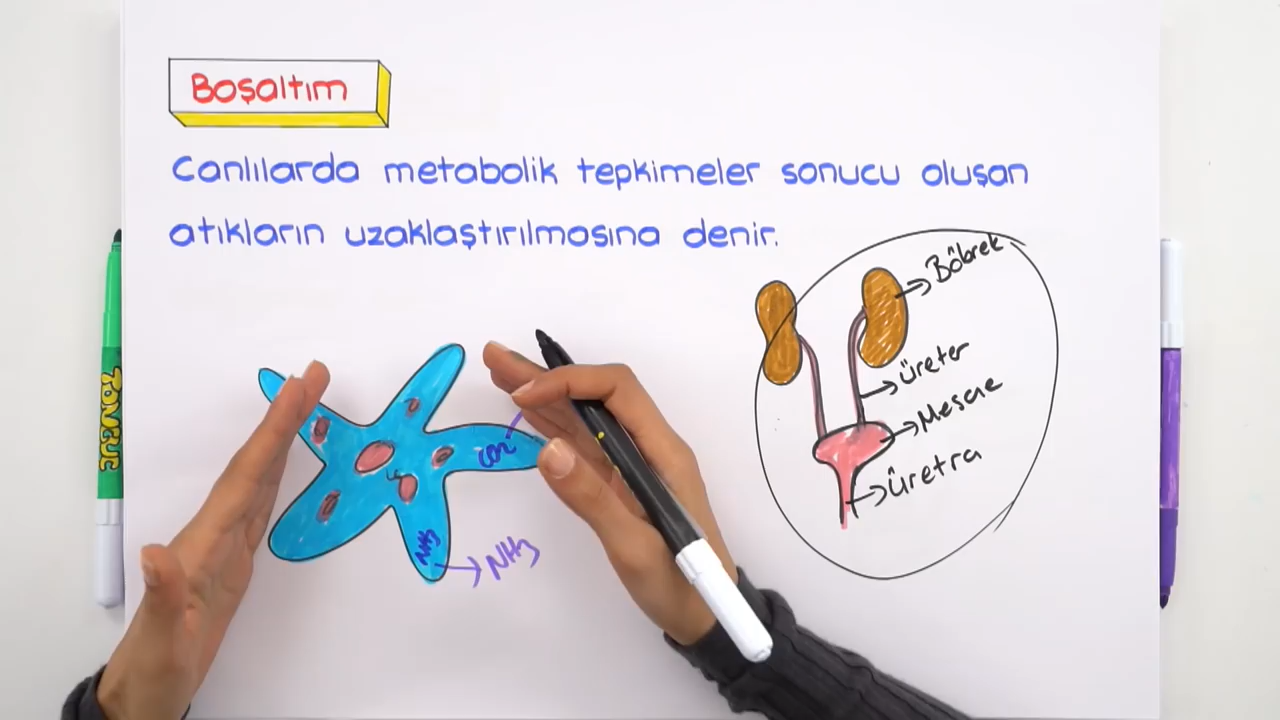 Boşaltım
Canlılarda metabolik tepkimeler sonucu oluşan
atıkların uzaklaştırılmasına denir.
Böbrek
üreter
Mesane
üretra
CO2
NH3
NH3